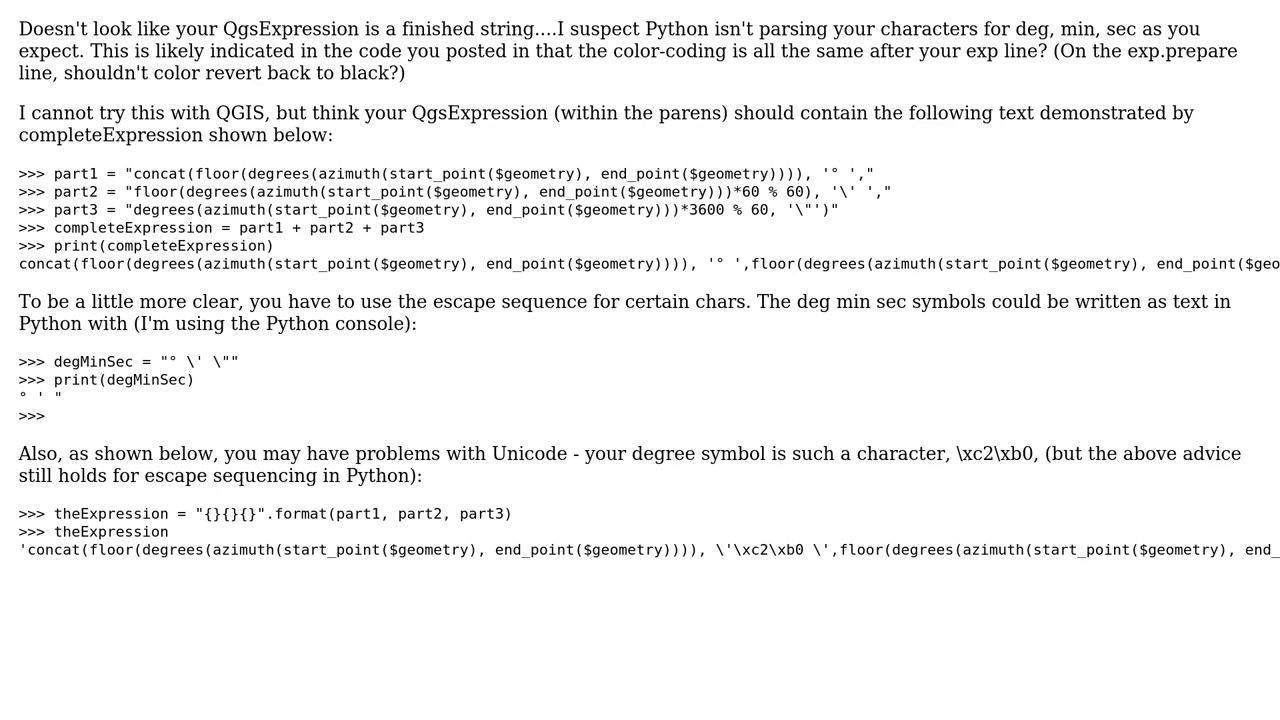 Doesn't look like your QgsExpression is a finished string....I suspect Python isn't parsing your characters for deg, min, sec as you
expect. This is likely indicated in the code you posted in that the color-coding is all the same after your exp line? (On the exp.prepare
line, shouldn't color revert back to black?)
I cannot try this with QGIS, but think your QgsExpression (within the parens) should contain the following text demonstrated by
completeExpression shown below:
>>> part1 = "concat(floor(degrees(azimuth(start_point($geometry), end_point($geometry)))), '° ',"
>>> part2 = "floor(degrees(azimuth(start_point($geometry), end_point($geometry)))*60 % 60), '\' ',"
>>> part3 = "degrees(azimuth(start_point($geometry), end_point($geometry)))*3600 % 60, '\"')"
>>> completeExpression = part1 + part2 + part3
>>> print(completeExpression)
concat(floor(degrees(azimuth(start_point($geometry), end_point($geometry)))), '° ',floor(degrees(azimuth(start_point($geometry), end_point($geo
To be a little more clear, you have to use the escape sequence for certain chars. The deg min sec symbols could be written as text in
Python with (I'm using the Python console):
>>> degMinSec = "° \' \""
>>> print(degMinSec)
° ' "
>>>
Also, as shown below, you may have problems with Unicode - your degree symbol is such a character, \xc2\xb0, (but the above advice
still holds for escape sequencing in Python):
>>> theExpression = "{}{}{}".format(part1, part2, part3)
>>> theExpression
'concat(floor(degrees(azimuth(start_point($geometry), end_point($geometry)))), \'\xc2\xb0 \',floor(degrees(azimuth(start_point($geometry), end_